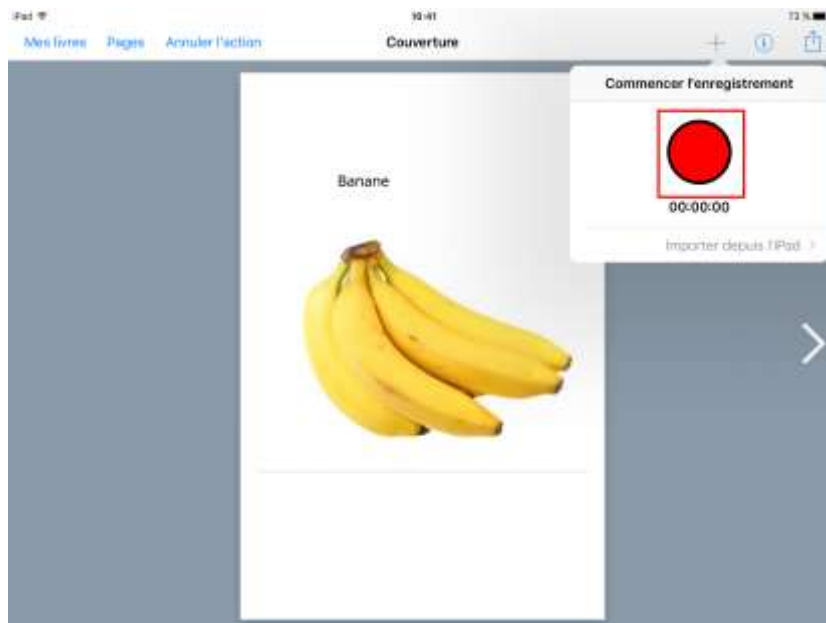 iPad
10:41
73 %
Mes livres Pages Annuler l'action
Couverture
Commencer l'enregistrement
Banane
00:00:00
Importer depuis l'iPad